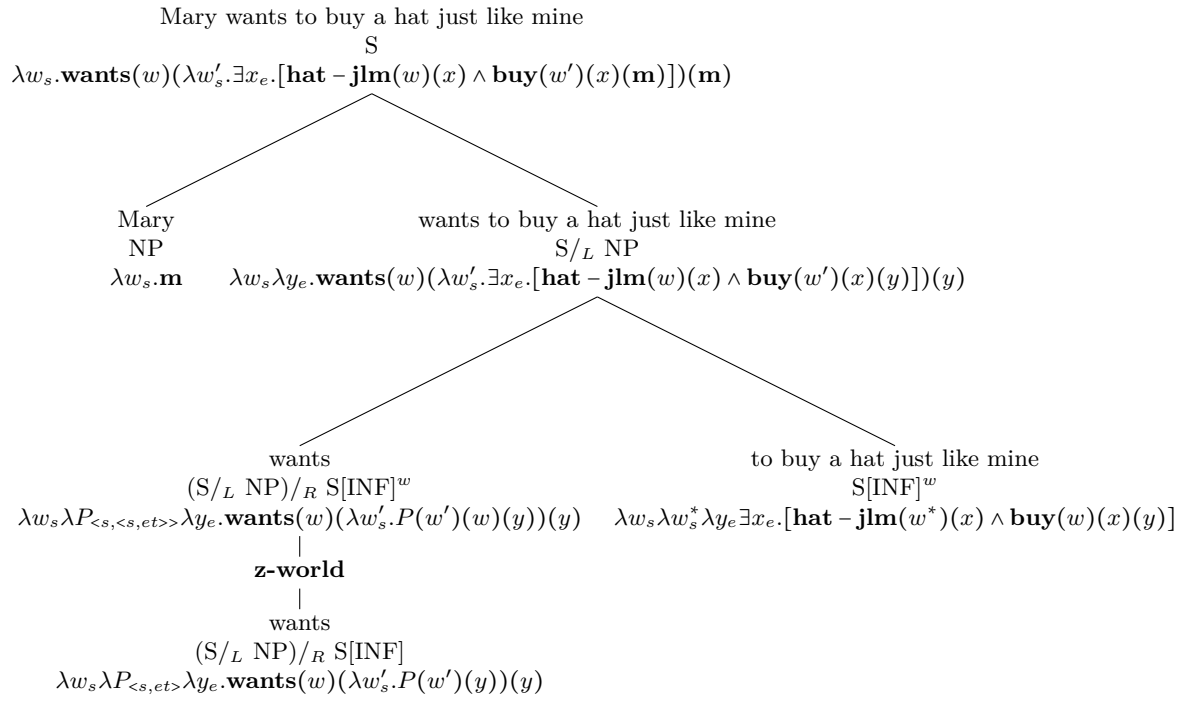 Mary wants to buy a hat just like mine
S
λw_s.wants(w)(λw′_s.∃x_e.[hat – jlm(w)(x) ∧ buy(w′)(x)(m)])(m)
Mary
NP
λw_s.m
wants to buy a hat just like mine
S/_L NP
λw_sλy_e.wants(w)(λw′_s.∃x_e.[hat – jlm(w)(x) ∧ buy(w′)(x)(y)])(y)
wants
(S/_L NP)/_R S[INF]^w
λw_sλP_<s,<s,et>>λy_e.wants(w)(λw′_s.P(w′)(w)(y))(y)
z-world
wants
(S/_L NP)/_R S[INF]
λw_sλP_<s,et>λy_e.wants(w)(λw′_s.P(w′)(y))(y)
to buy a hat just like mine
S[INF]^w
λw_sλw*_sλy_e∃x_e.[hat – jlm(w*)(x) ∧ buy(w)(x)(y)]